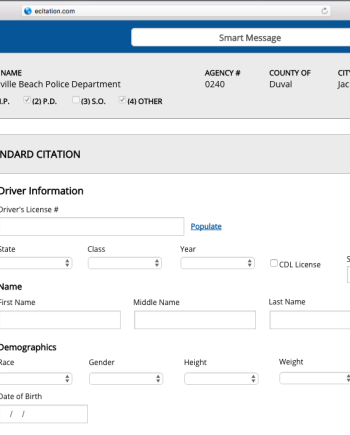 ecitation.com
Smart Message
NAME AGENCY # COUNTY OF CIT
ville Beach Police Department 0240 Duval Jac
.P. (2) P.D. (3) S.O. (4) OTHER
NDARD CITATION
Driver Information
Driver's License #
Populate
State Class Year
CDL License S
Name
First Name Middle Name Last Name
Demographics
Race Gender Height Weight
Date of Birth
/ /